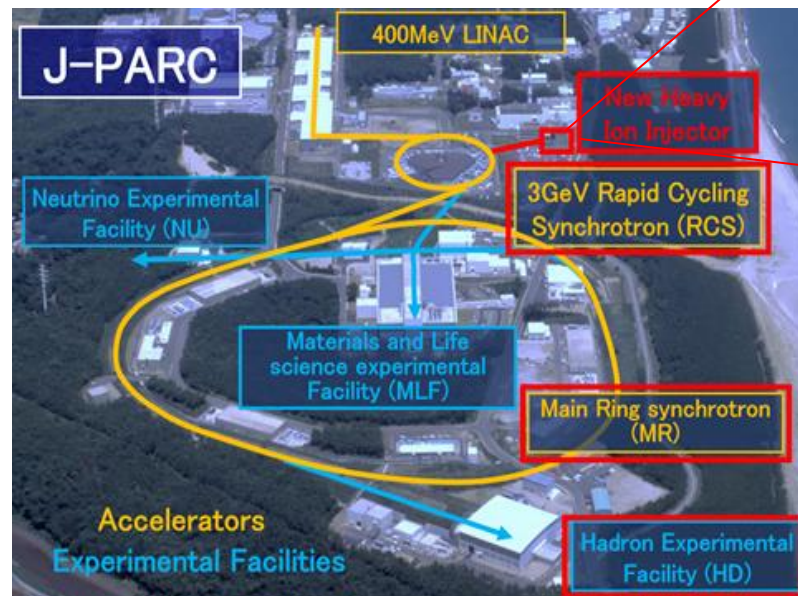 J-PARC
400MeV LINAC
New Heavy
Ion Injector
3GeV Rapid Cycling
Synchrotron (RCS)
Neutrino Experimental
Facility (NU)
Materials and Life
science experimental
Facility (MLF)
Main Ring synchrotron
(MR)
Accelerators
Experimental Facilities
Hadron Experimental
Facility (HD)